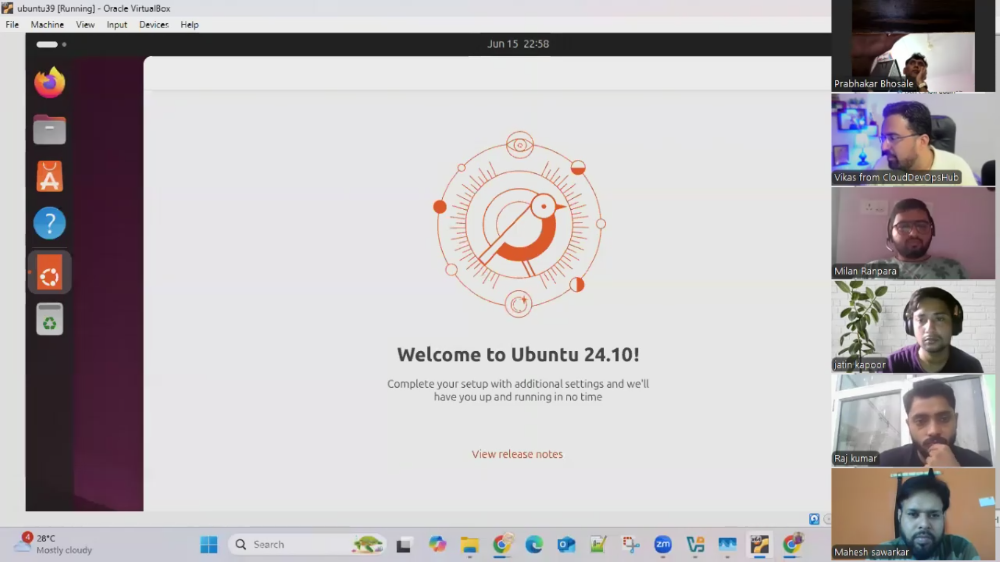 ubuntu39 [Running] - Oracle VirtualBox
File Machine View Input Devices Help
Jun 15 22:58
Welcome to Ubuntu 24.10!
Complete your setup with additional settings and we'll
have you up and running in no time
View release notes
Prabhakar Bhosale
Vikas from CloudDevOpsHub
Milan Ranpara
jatin kapoor
Raj kumar
Mahesh sawarkar
4
28°C
Mostly cloudy
Search
zm
x64